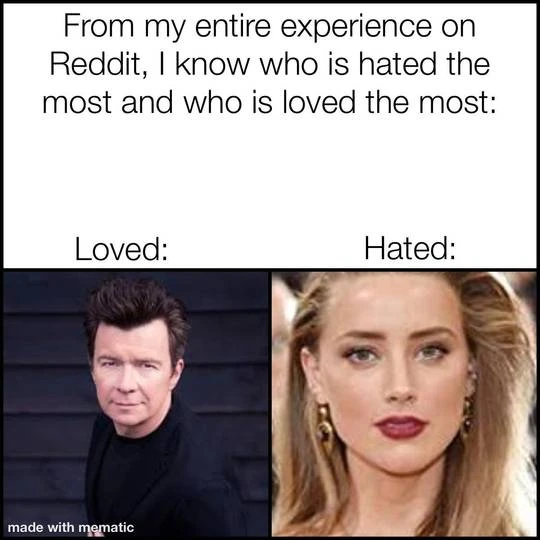 From my entire experience on
Reddit, I know who is hated the
most and who is loved the most:
Loved:
Hated:
made with mematic